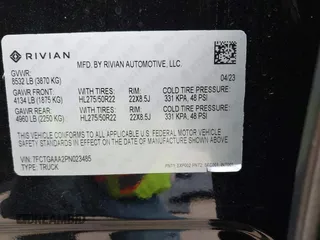 RIVIAN
MFD. BY RIVIAN AUTOMOTIVE, LLC.
GVWR:
8532 LB (3870 KG)
04/23
GAWR FRONT: WITH TIRES: RIM: COLD TIRE PRESSURE:
4134 LB (1875 KG) HL275/50R22 22X8.5J 331 KPA, 48 PSI
GAWR REAR: WITH TIRES: RIM: COLD TIRE PRESSURE:
4960 LB (2250 KG) HL275/50R22 22X8.5J 331 KPA, 48 PSI
THIS VEHICLE CONFORMS TO ALL APPLICABLE FEDERAL MOTOR VEHICLE
SAFETY STANDARDS IN EFFECT ON THE DATE OF MANUFACTURE SHOWN
ABOVE.
VIN: 7FCTGAAA2PN023485
TYPE: TRUCK